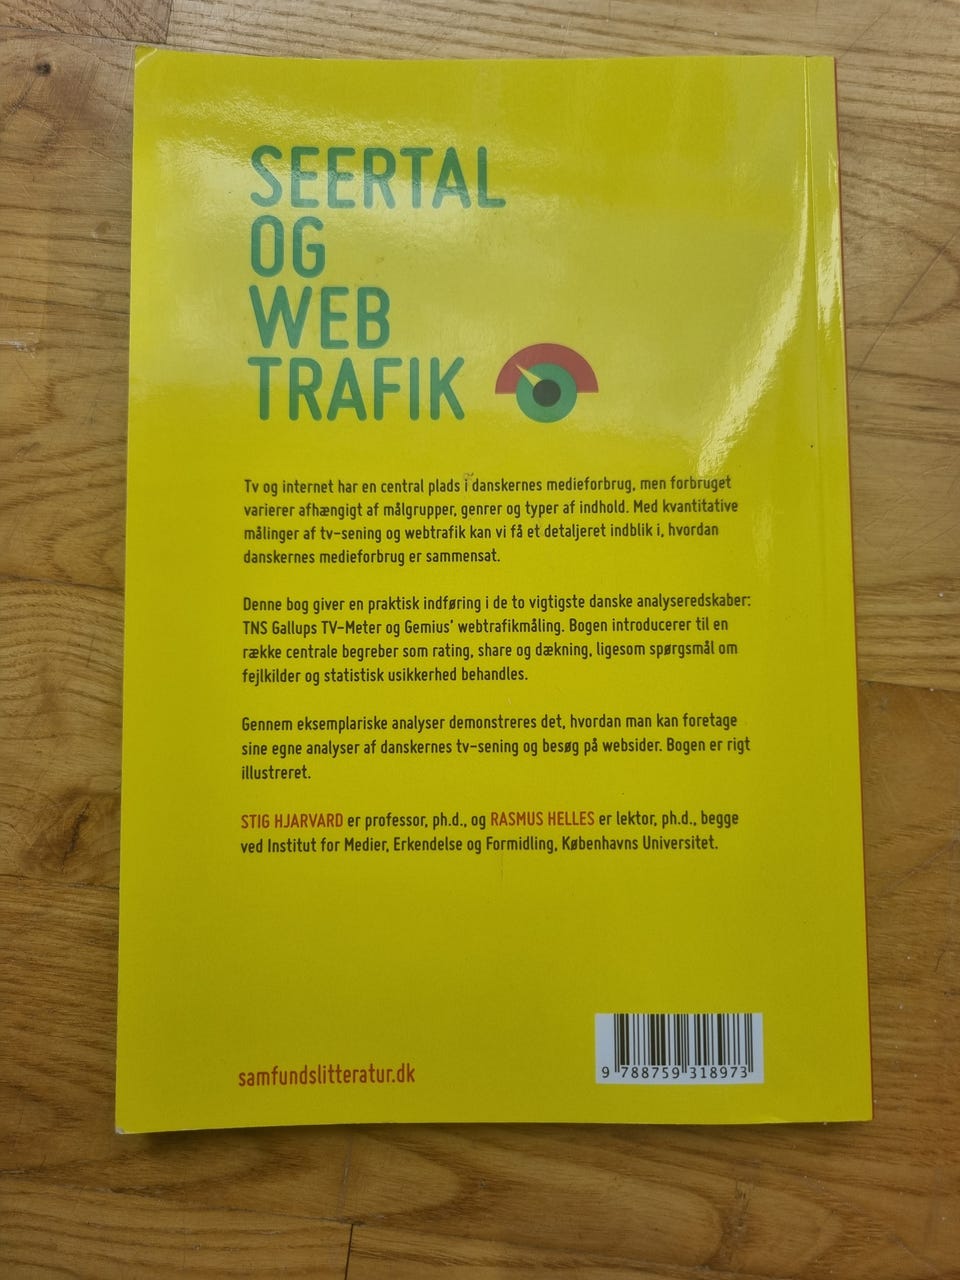 SEERTAL
OG
WEB
TRAFIK
Tv og internet har en central plads i danskernes medieforbrug, men forbruget
varierer afhængigt af målgrupper, genrer og typer af indhold. Med kvantitative
målinger af tv-sening og webtrafik kan vi få et detaljeret indblik i, hvordan
danskernes medieforbrug er sammensat.
Denne bog giver en praktisk indføring i de to vigtigste danske analyseredskaber:
TNS Gallups TV-Meter og Gemius' webtrafikmåling. Bogen introducerer til en
række centrale begreber som rating, share og dækning, ligesom spørgsmål om
fejlkilder og statistisk usikkerhed behandles.
Gennem eksemplariske analyser demonstreres det, hvordan man kan foretage
sine egne analyser af danskernes tv-sening og besøg på websider. Bogen er rigt
illustreret.
STIG HJARVARD er professor, ph.d., og RASMUS HELLES er lektor, ph.d., begge
ved Institut for Medier, Erkendelse og Formidling, Københavns Universitet.
samfundslitteratur.dk
9 788759 318973